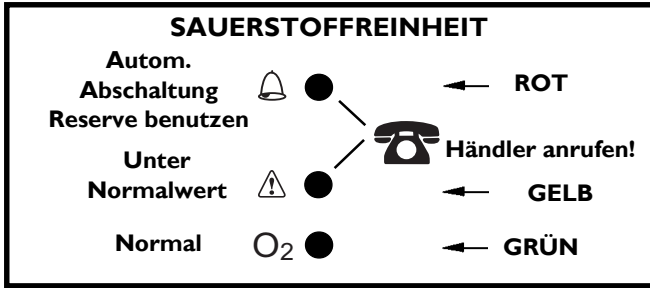 SAUERSTOFFREINHEIT
Autom.
Abschaltung
Reserve benutzen
ROT
Händler anrufen!
Unter
Normalwert
GELB
Normal
O₂
GRÜN